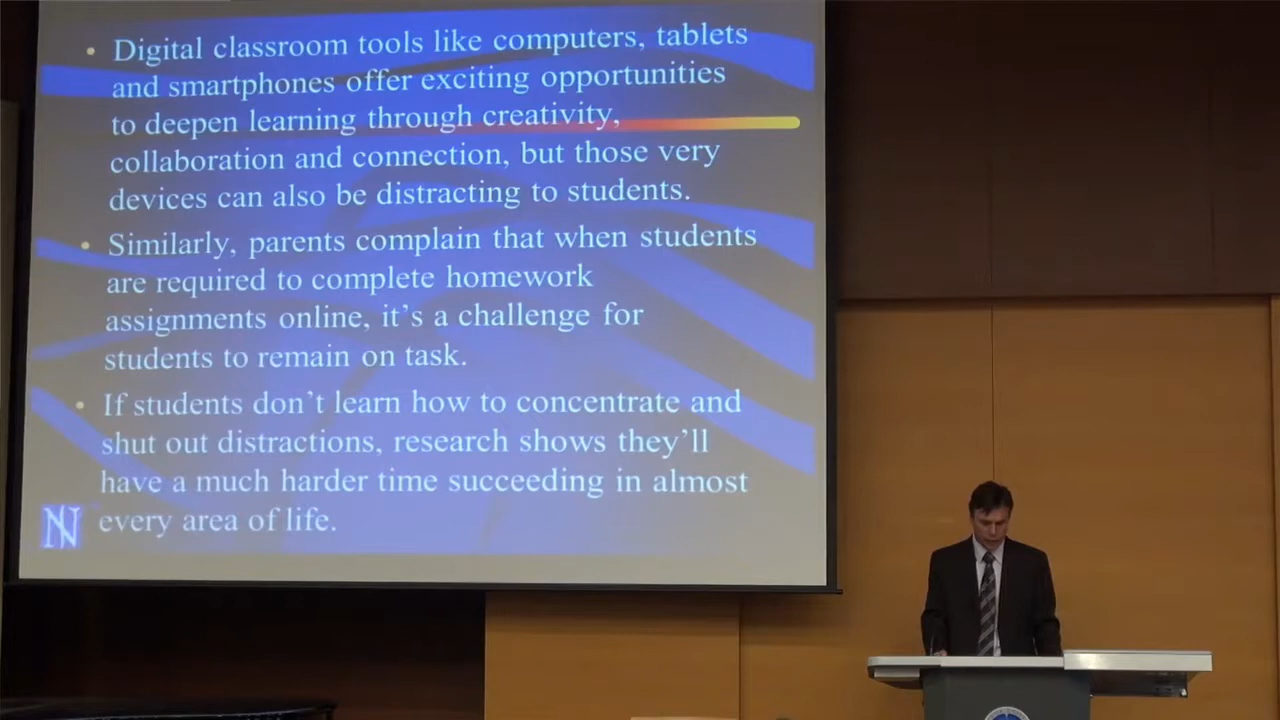 • Digital classroom tools like computers, tablets
and smartphones offer exciting opportunities
to deepen learning through creativity,
collaboration and connection, but those very
devices can also be distracting to students.
• Similarly, parents complain that when students
are required to complete homework
assignments online, it’s a challenge for
students to remain on task.
• If students don’t learn how to concentrate and
shut out distractions, research shows they’ll
have a much harder time succeeding in almost
every area of life.